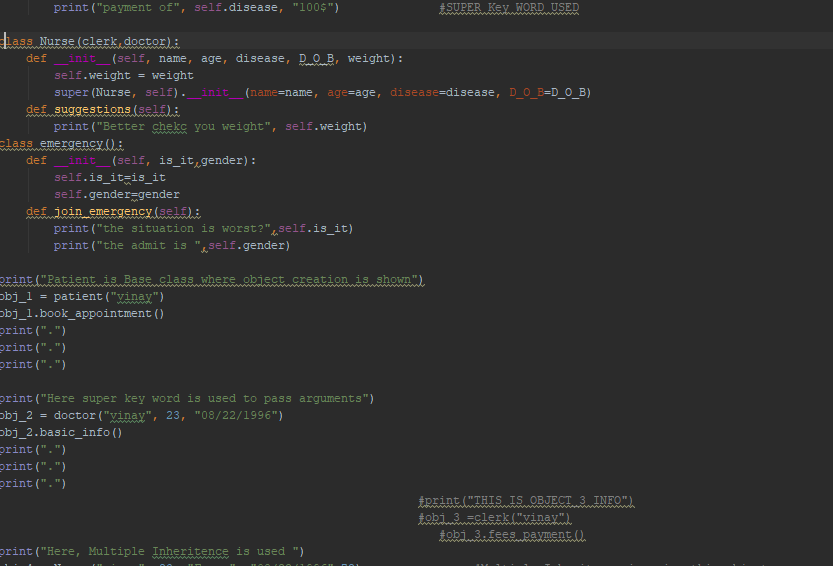 print("payment of", self.disease, "100$") #SUPER Key WORD USED
class Nurse(clerk,doctor):
def __init__(self, name, age, disease, D_O_B, weight):
self.weight = weight
super(Nurse, self).__init__(name=name, age=age, disease=disease, D_O_B=D_O_B)
def suggestions(self):
print("Better chekc you weight", self.weight)
class emergency():
def __init__(self, is_it,gender):
self.is_it=is_it
self.gender=gender
def join_emergency(self):
print("the situation is worst?",self.is_it)
print("the admit is ",self.gender)
print("Patient is Base class where object creation is shown")
obj_1 = patient("vinay")
obj_1.book_appointment()
print(".")
print(".")
print(".")
print("Here super key word is used to pass arguments")
obj_2 = doctor("vinay", 23, "08/22/1996")
obj_2.basic_info()
print(".")
print(".")
print(".")
#print("THIS IS OBJECT 3 INFO")
#obj_3 =clerk("vinay")
#obj_3.fees_payment()
print("Here, Multiple Inheritence is used ")